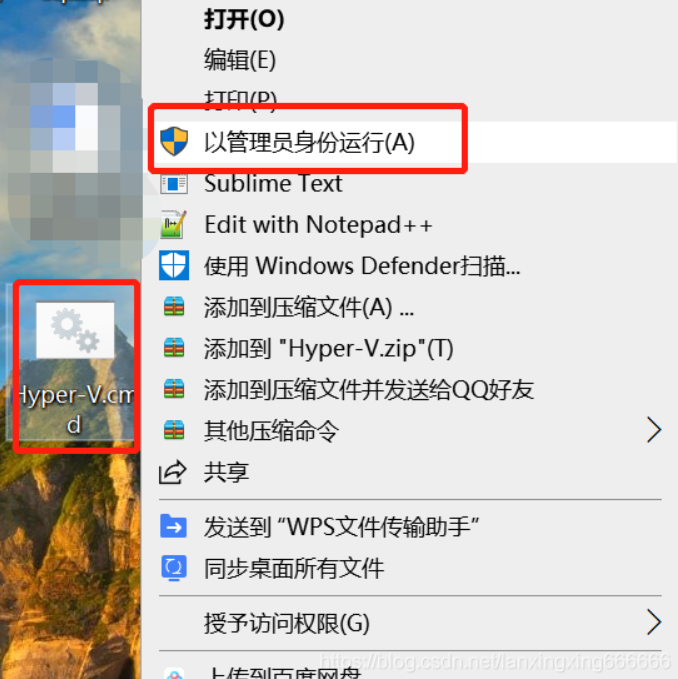 打开(O)
编辑(E)
打印(P)
以管理员身份运行(A)
Sublime Text
Edit with Notepad++
使用 Windows Defender扫描...
添加到压缩文件(A) ...
添加到 "Hyper-V.zip"(T)
添加到压缩文件并发送给QQ好友
其他压缩命令
共享
发送到 “WPS文件传输助手”
同步桌面所有文件
授予访问权限(G)
上传到百度网盘
Hyper-V.cm
d
https://blog.csdn.net/lanxingxing666666